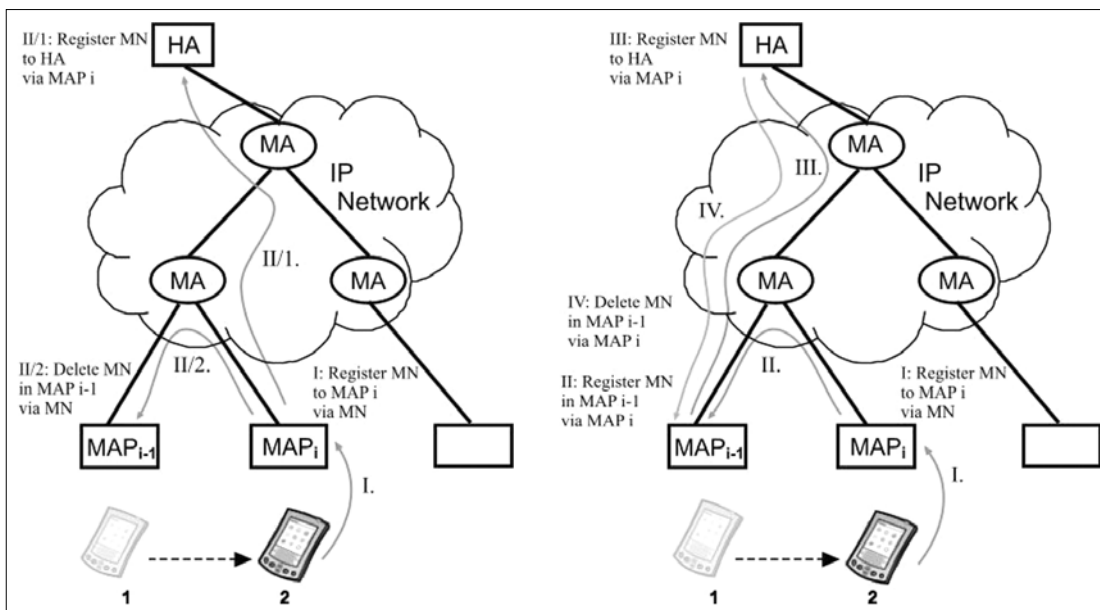 II/1: Register MN
to HA
via MAP i
HA
MA
IP
Network
II/1.
MA
MA
II/2: Delete MN
in MAP i-1
via MN
II/2.
I: Register MN
to MAP i
via MN
MAPi-1
MAPi
I.
1
2
III: Register MN
to HA
via MAP i
HA
MA
III.
IP
Network
IV.
MA
MA
IV: Delete MN
in MAP i-1
via MAP i
II.
II: Register MN
in MAP i-1
via MAP i
I: Register MN
to MAP i
via MN
MAPi-1
MAPi
I.
1
2